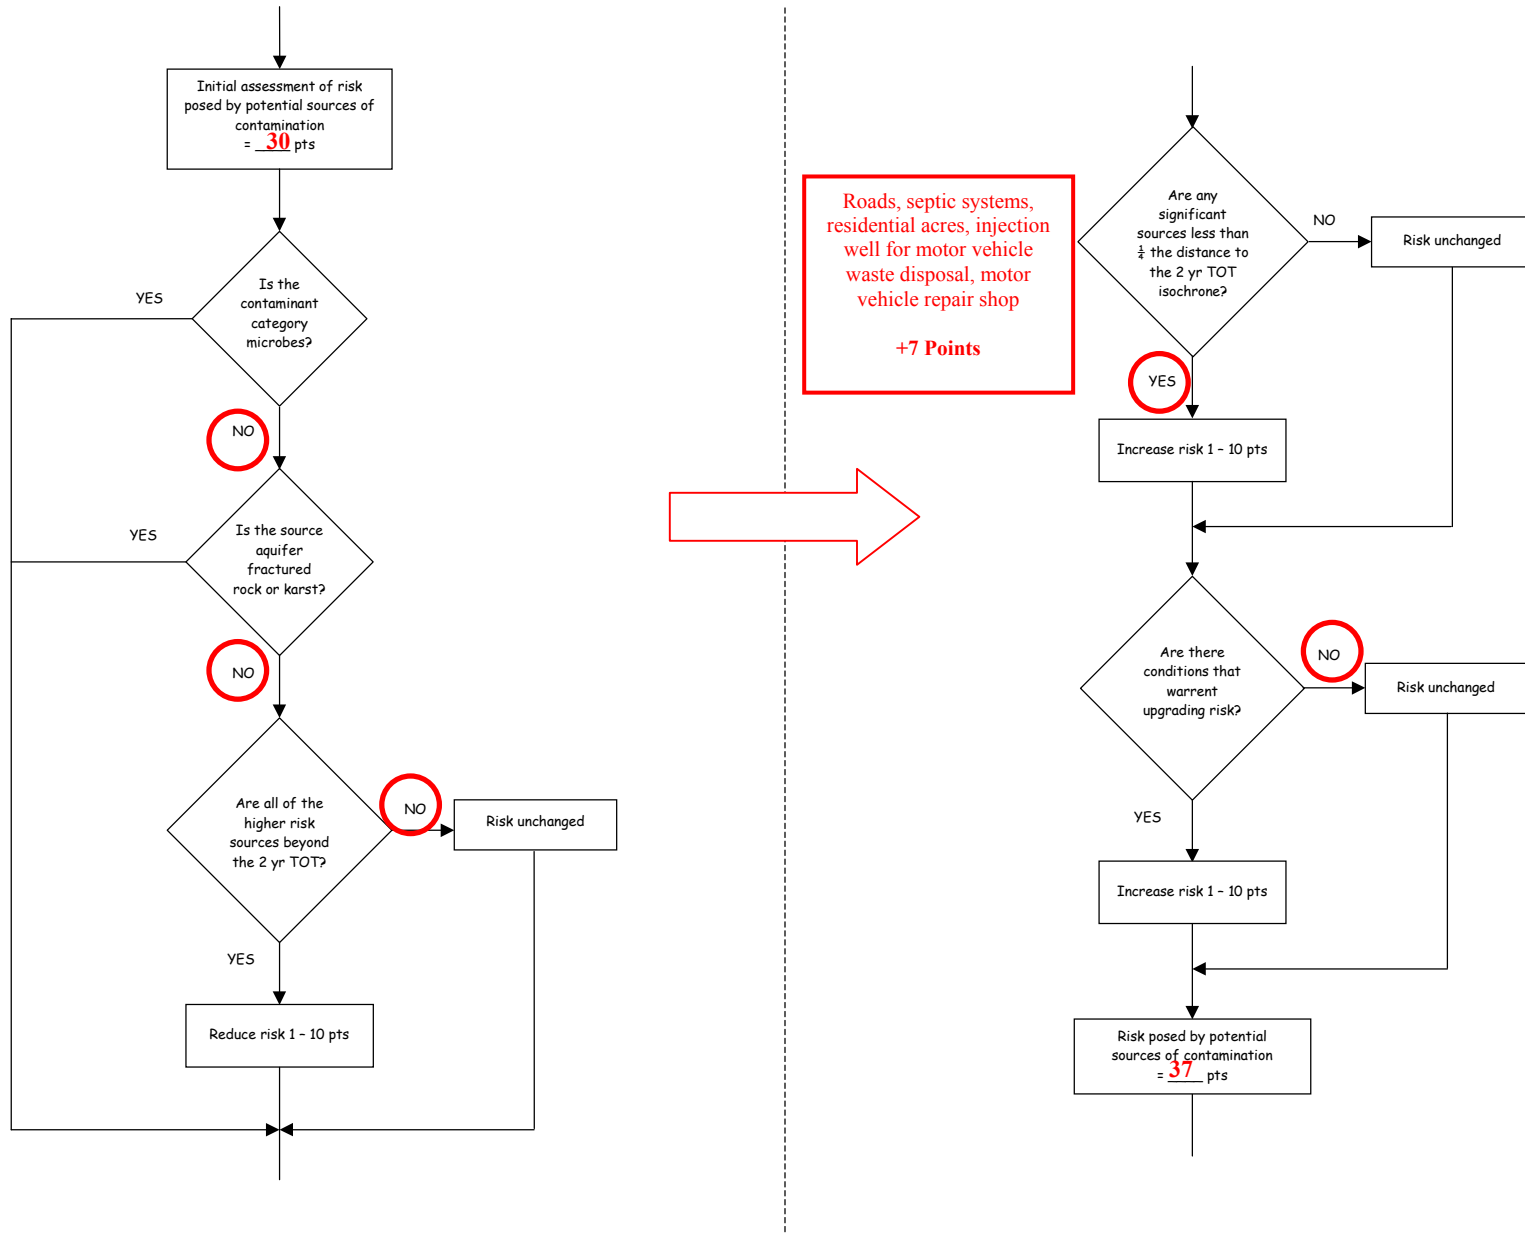 Initial assessment of risk
posed by potential sources of
contamination
= 30 pts
Is the
contaminant
category
microbes?
YES
NO
Is the source
aquifer
fractured
rock or karst?
YES
NO
Are all of the
higher risk
sources beyond
the 2 yr TOT?
NO
Risk unchanged
YES
Reduce risk 1 – 10 pts
Roads, septic systems,
residential acres, injection
well for motor vehicle
waste disposal, motor
vehicle repair shop
+7 Points
Are any
significant
sources less than
¼ the distance to
the 2 yr TOT
isochrone?
NO
Risk unchanged
YES
Increase risk 1 – 10 pts
Are there
conditions that
warrent
upgrading risk?
NO
Risk unchanged
YES
Increase risk 1 – 10 pts
Risk posed by potential
sources of contamination
= 37 pts